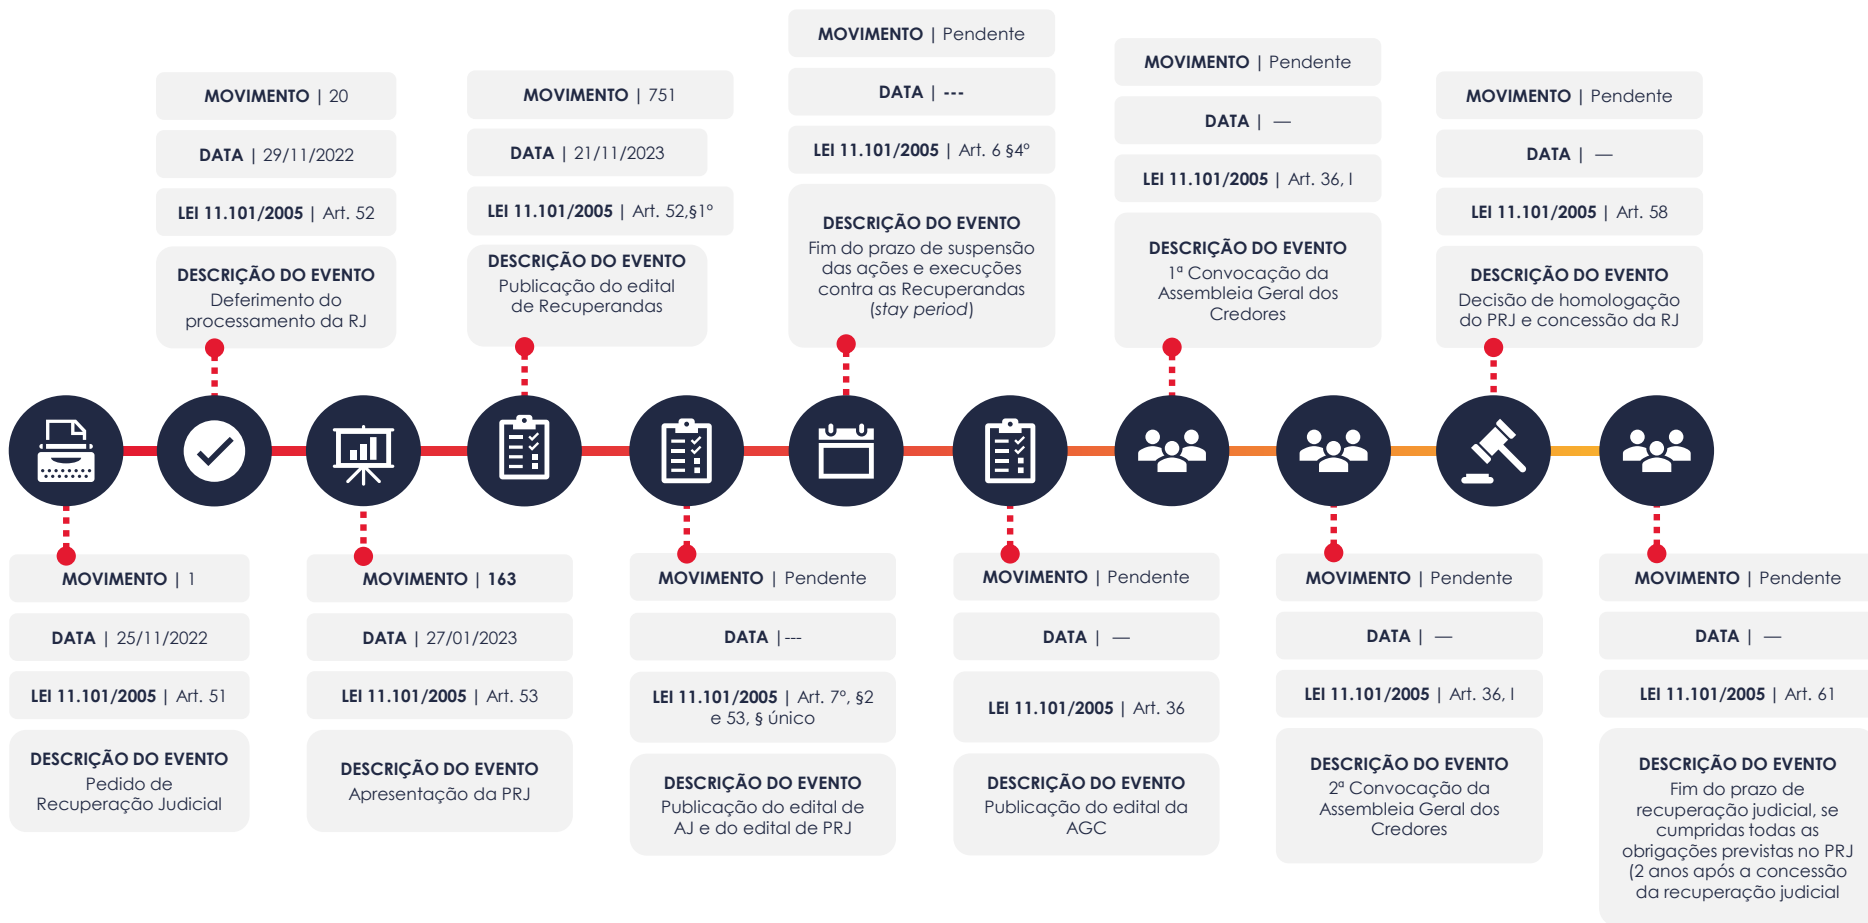 MOVIMENTO | 20
DATA | 29/11/2022
LEI 11.101/2005 | Art. 52
DESCRIÇÃO DO EVENTO
Deferimento do
processamento da RJ
MOVIMENTO | 751
DATA | 21/11/2023
LEI 11.101/2005 | Art. 52,§1º
DESCRIÇÃO DO EVENTO
Publicação do edital
de Recuperandas
MOVIMENTO | Pendente
DATA | ---
LEI 11.101/2005 | Art. 6 §4º
DESCRIÇÃO DO EVENTO
Fim do prazo de suspensão
das ações e execuções
contra as Recuperandas
(stay period)
MOVIMENTO | Pendente
DATA | —
LEI 11.101/2005 | Art. 36, I
DESCRIÇÃO DO EVENTO
1ª Convocação da
Assembleia Geral dos
Credores
MOVIMENTO | Pendente
DATA | —
LEI 11.101/2005 | Art. 58
DESCRIÇÃO DO EVENTO
Decisão de homologação
do PRJ e concessão da RJ
MOVIMENTO | 1
DATA | 25/11/2022
LEI 11.101/2005 | Art. 51
DESCRIÇÃO DO EVENTO
Pedido de
Recuperação Judicial
MOVIMENTO | 163
DATA | 27/01/2023
LEI 11.101/2005 | Art. 53
DESCRIÇÃO DO EVENTO
Apresentação da PRJ
MOVIMENTO | Pendente
DATA |---
LEI 11.101/2005 | Art. 7º, §2
e 53, § único
DESCRIÇÃO DO EVENTO
Publicação do edital de
AJ e do edital de PRJ
MOVIMENTO | Pendente
DATA | —
LEI 11.101/2005 | Art. 36
DESCRIÇÃO DO EVENTO
Publicação do edital da
AGC
MOVIMENTO | Pendente
DATA | —
LEI 11.101/2005 | Art. 36, I
DESCRIÇÃO DO EVENTO
2ª Convocação da
Assembleia Geral dos
Credores
MOVIMENTO | Pendente
DATA | —
LEI 11.101/2005 | Art. 61
DESCRIÇÃO DO EVENTO
Fim do prazo de
recuperação judicial, se
cumpridas todas as
obrigações previstas no PRJ
(2 anos após a concessão
da recuperação judicial